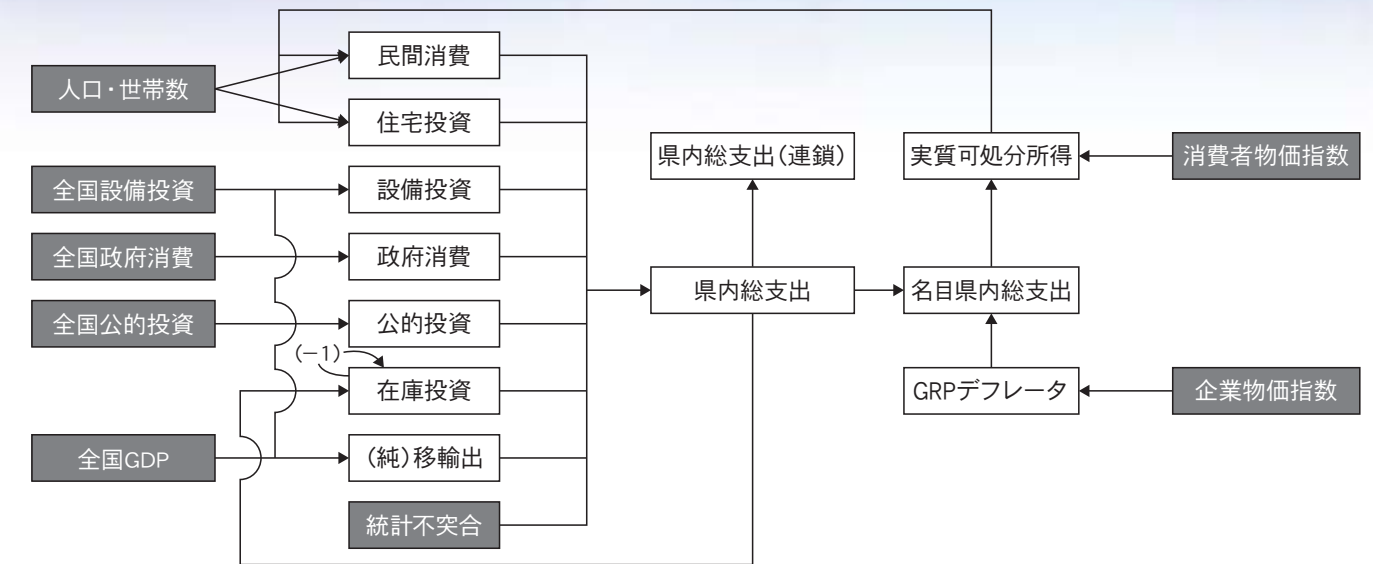 民間消費
人口・世帯数
住宅投資
県内総支出(連鎖)
実質可処分所得
消費者物価指数
全国設備投資
設備投資
全国政府消費
政府消費
県内総支出
名目県内総支出
全国公的投資
公的投資
(−1)
在庫投資
GRPデフレータ
企業物価指数
全国GDP
(純)移輸出
統計不突合